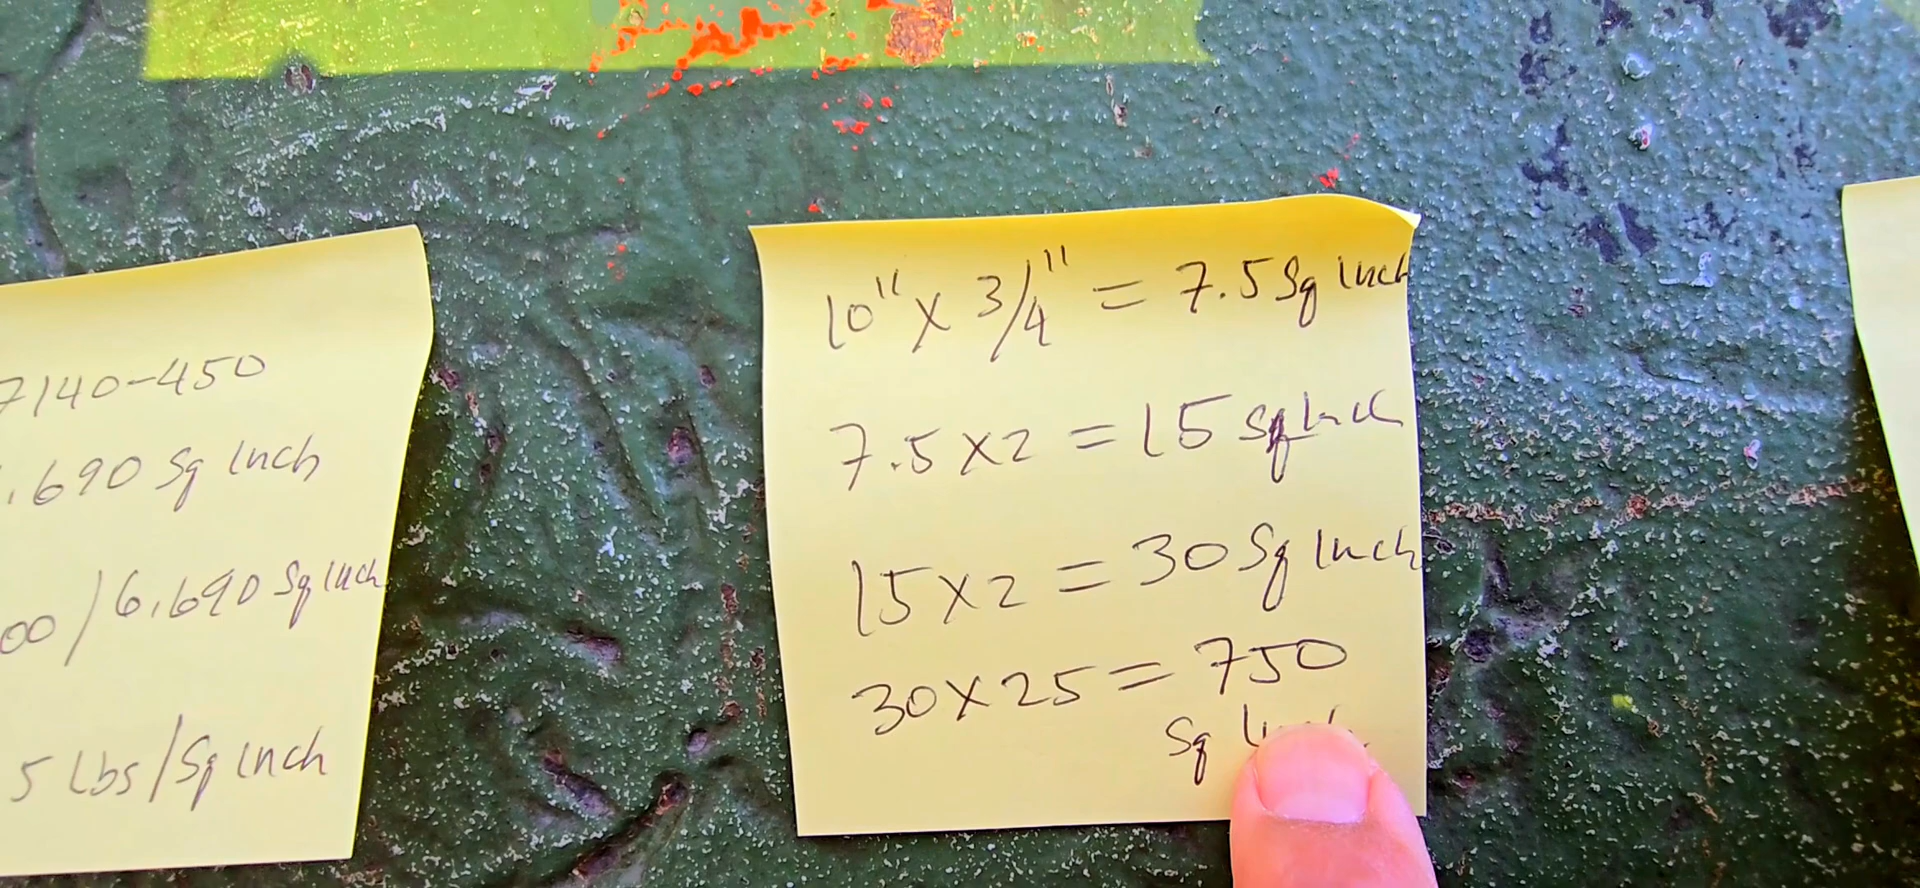 7140-450
.690 Sq Inch
00/6.690 Sq Inch
5 Lbs/Sq Inch
10" X 3/4" = 7.5 Sq Inch
7.5 X 2 = 15 Sq Inch
15 X 2 = 30 Sq Inch
30 X 25 = 750
Sq